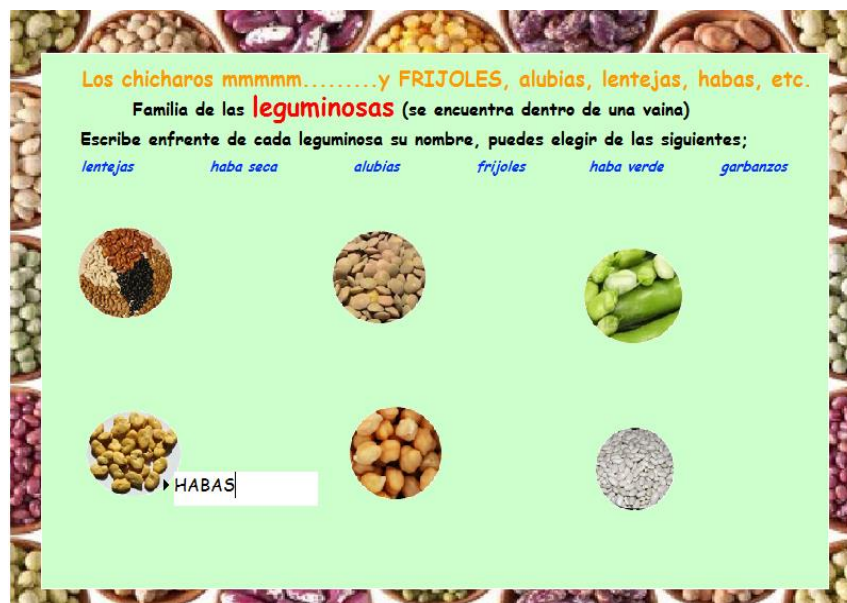 Los chicharos mmmmm.........y FRIJOLES, alubias, lentejas, habas, etc.
Familia de las leguminosas (se encuentra dentro de una vaina)
Escribe enfrente de cada leguminosa su nombre, puedes elegir de las siguientes;
lentejas haba seca alubias frijoles haba verde garbanzos
HABAS